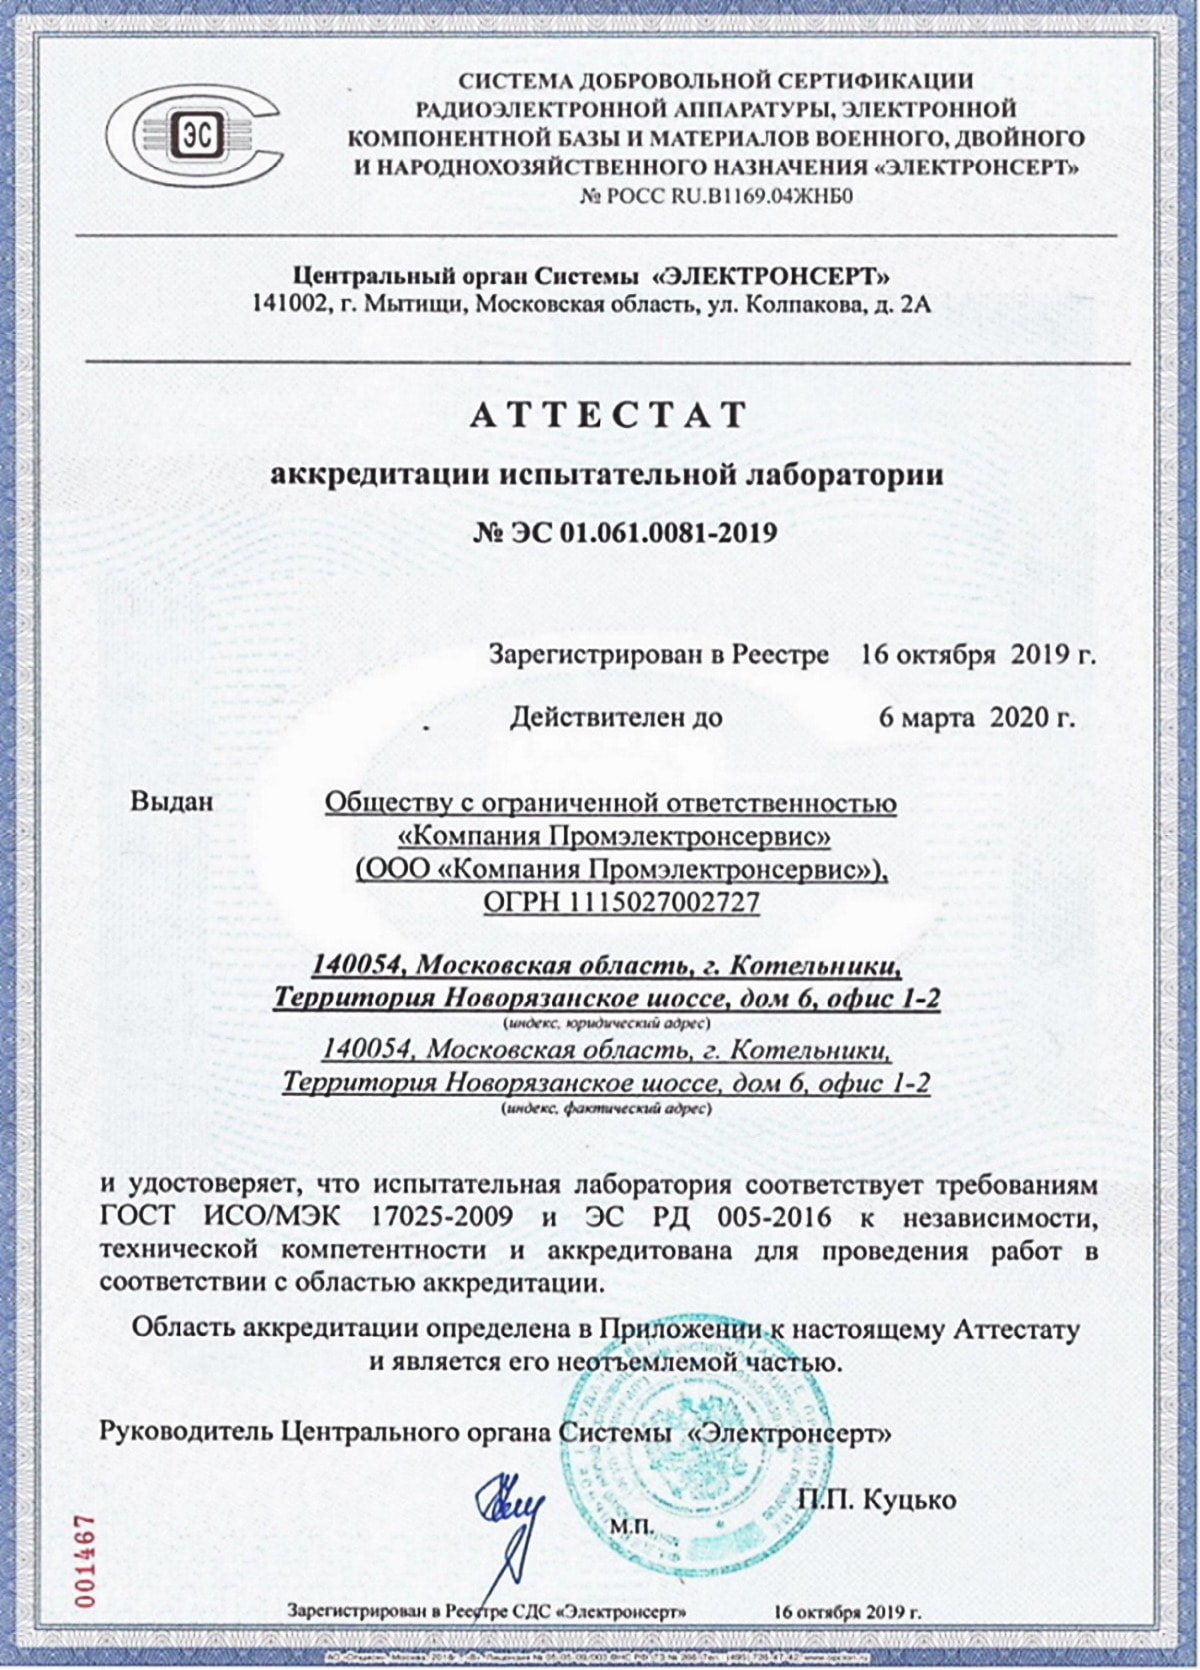 ЭС
СИСТЕМА ДОБРОВОЛЬНОЙ СЕРТИФИКАЦИИ
РАДИОЭЛЕКТРОННОЙ АППАРАТУРЫ, ЭЛЕКТРОННОЙ
КОМПОНЕНТНОЙ БАЗЫ И МАТЕРИАЛОВ ВОЕННОГО, ДВОЙНОГО
И НАРОДНОХОЗЯЙСТВЕННОГО НАЗНАЧЕНИЯ «ЭЛЕКТРОНСЕРТ»
№ РОСС RU.В1169.04ЖНБ0
Центральный орган Системы «ЭЛЕКТРОНСЕРТ»
141002, г. Мытищи, Московская область, ул. Колпакова, д. 2А
АТТЕСТАТ
аккредитации испытательной лаборатории
№ ЭС 01.061.0081-2019
Зарегистрирован в Реестре 16 октября 2019 г.
Действителен до 6 марта 2020 г.
Выдан Обществу с ограниченной ответственностью
«Компания Промэлектронсервис»
(ООО «Компания Промэлектронсервис»),
ОГРН 1115027002727
140054, Московская область, г. Котельники,
Территория Новорязанское шоссе, дом 6, офис 1-2
(индекс, юридический адрес)
140054, Московская область, г. Котельники,
Территория Новорязанское шоссе, дом 6, офис 1-2
(индекс, фактический адрес)
и удостоверяет, что испытательная лаборатория соответствует требованиям
ГОСТ ИСО/МЭК 17025-2009 и ЭС РД 005-2016 к независимости,
технической компетентности и аккредитована для проведения работ в
соответствии с областью аккредитации.
Область аккредитации определена в Приложении к настоящему Аттестату
и является его неотъемлемой частью.
Руководитель Центрального органа Системы «Электронсерт»
П.П. Куцько
М.П.
001467
Зарегистрирован в Реестре СДС «Электронсерт» 16 октября 2019 г.